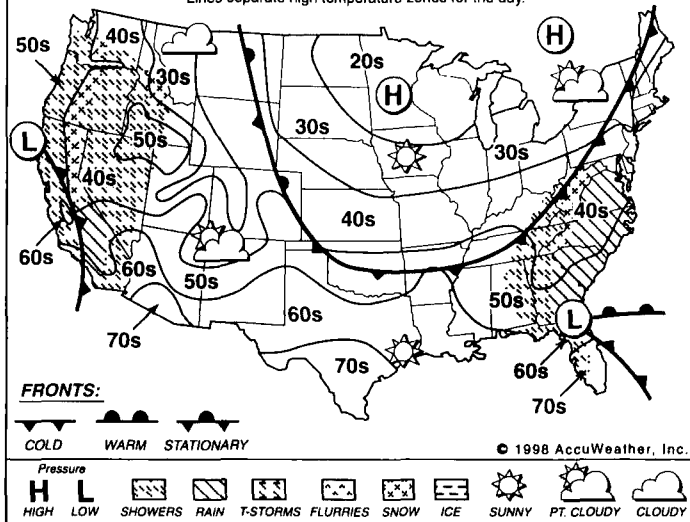 Lines separate high temperature zones for the day.
50s
40s
30s
20s
H
H
50s
30s
30s
L
40s
40s
40s
60s
60s
50s
60s
50s
L
70s
70s
60s
70s
FRONTS:
COLD WARM STATIONARY
© 1998 AccuWeather, Inc.
Pressure
H L
HIGH LOW SHOWERS RAIN T-STORMS FLURRIES SNOW ICE SUNNY PT. CLOUDY CLOUDY